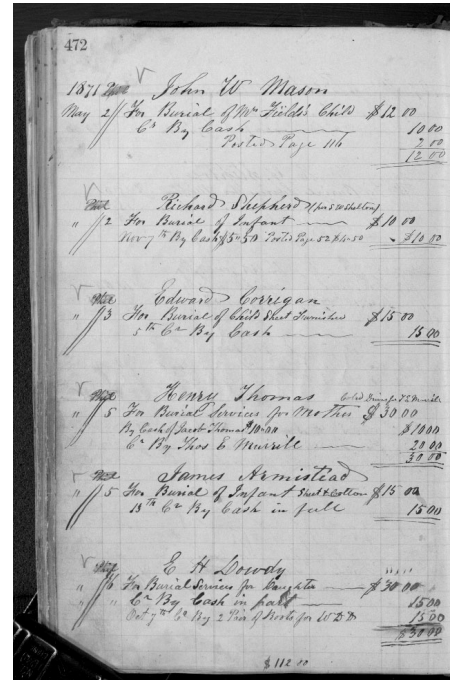 472
1871 John W Mason
May 2 For Burial of Mrs Fields's Child $12 00
Cr By Cash 10 00
Posted Page 116 2 00
12 00
Richard Shepherd (per S W Shelton)
" 2 For Burial of Infant $10 00
Nov 7th By Cash $5.50 Posted Page 52 $4.50 $10 00
Edward Corrigan
" 3 For Burial of Child Sheet Furnished $15 00
5th Cr By Cash 15 00
Henry Thomas
" 5 For Burial Services for Mother $30 00
By Cash of Jacob Thomas $10.00 $10 00
Cr By Thos E Murrill 20 00
30 00
James Armistead
" 5 For Burial of Infant Sheet & Cotton $15 00
15th Cr By Cash in full 15 00
E H Dowdy
" 6 For Burial Services for Daughter $30 00
" " Cr By Cash in part 15 00
Oct 7th Cr By 2 Pair of Boots for 15 00
$30 00
$112 00